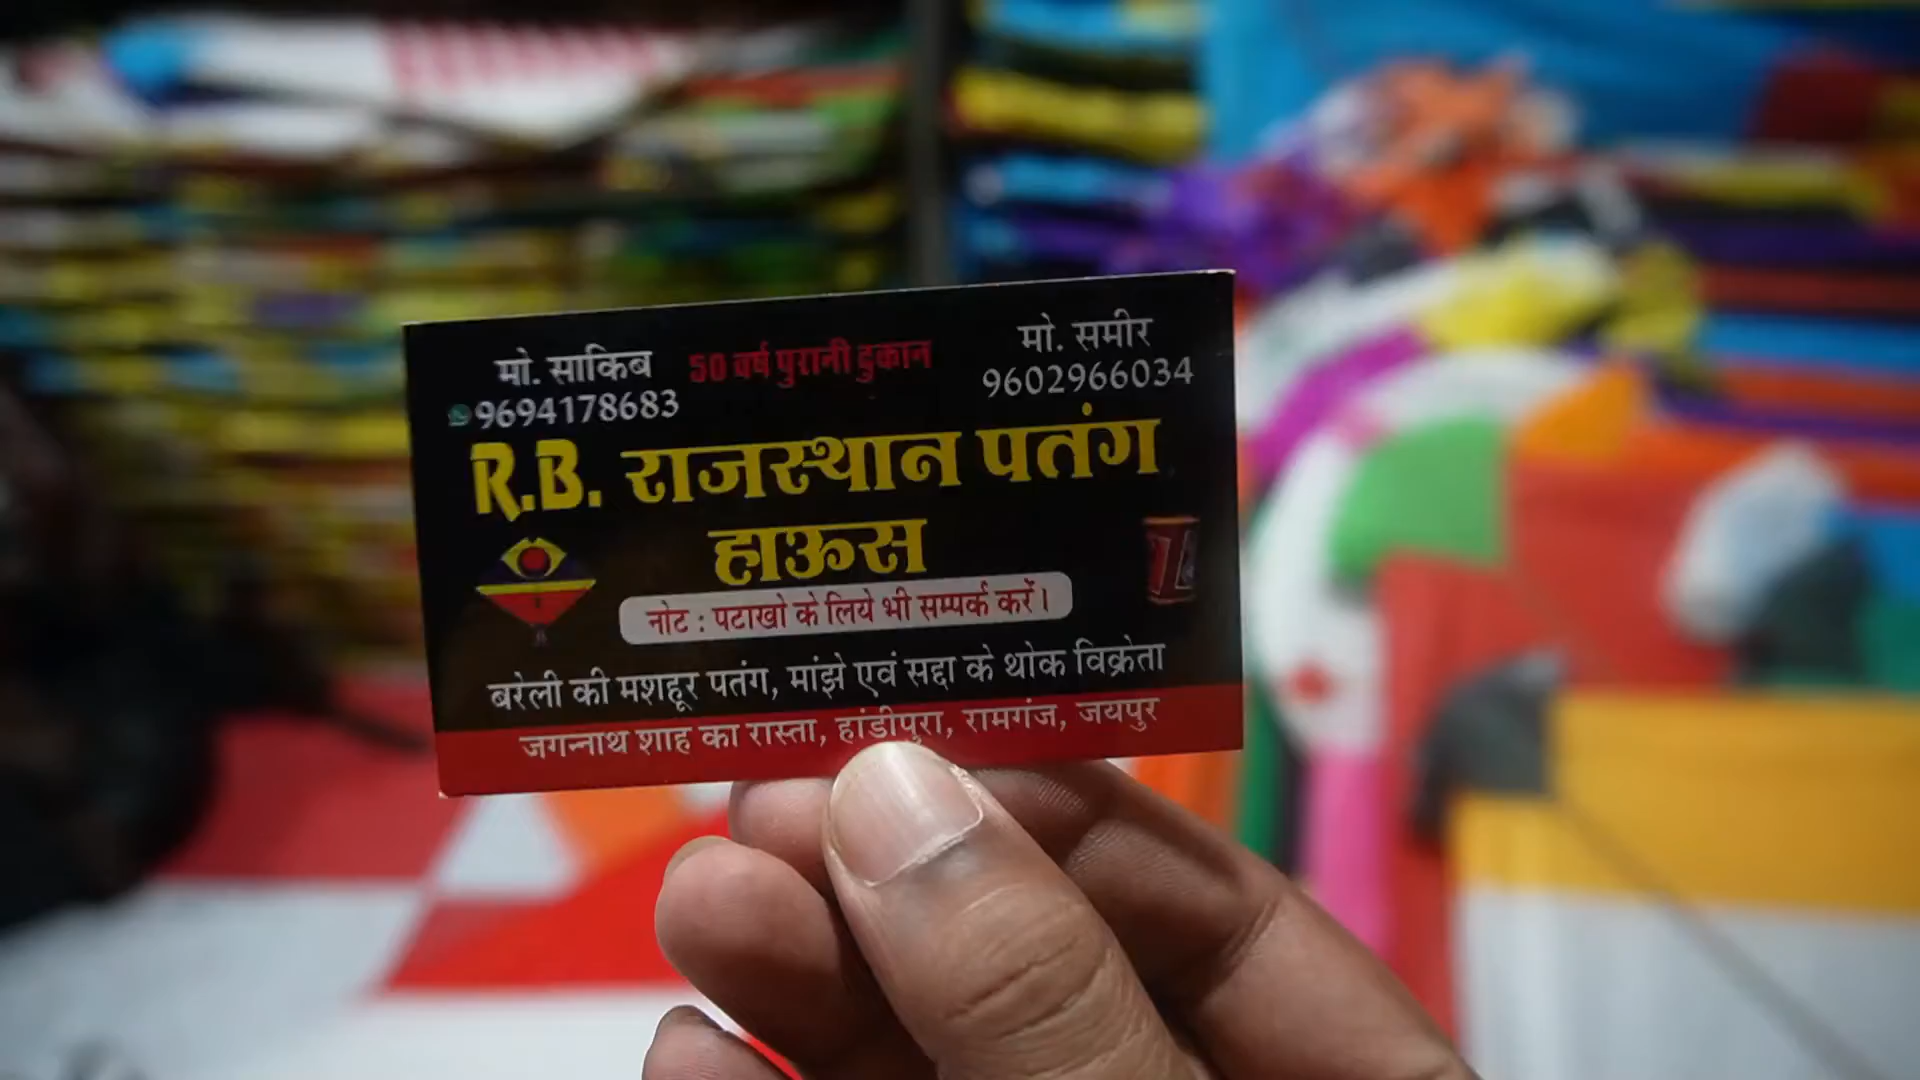 मो. साकिब
9694178683
50 वर्ष पुरानी दुकान
मो. समीर
9602966034
R.B. राजस्थान पतंग
हाऊस
नोट : पटाखो के लिये भी सम्पर्क करें।
बरेली की मशहूर पतंग, मांझे एवं सद्दा के थोक विक्रेता
जगन्नाथ शाह का रास्ता, हांडीपुरा, रामगंज, जयपुर